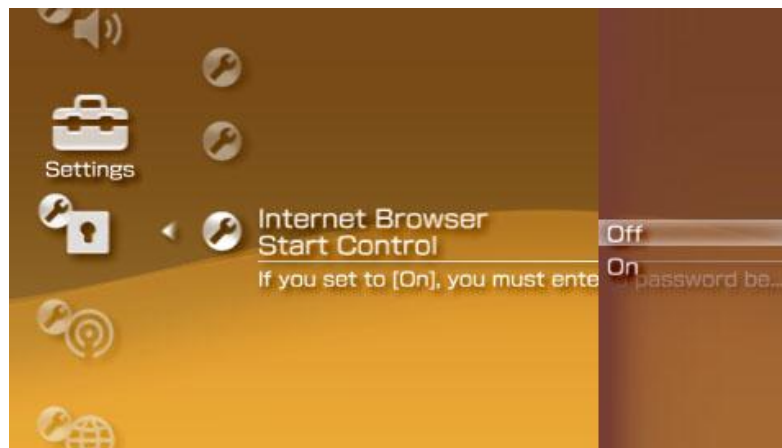 Settings
Internet Browser
Start Control
If you set to [On], you must ente password be...
Off
On